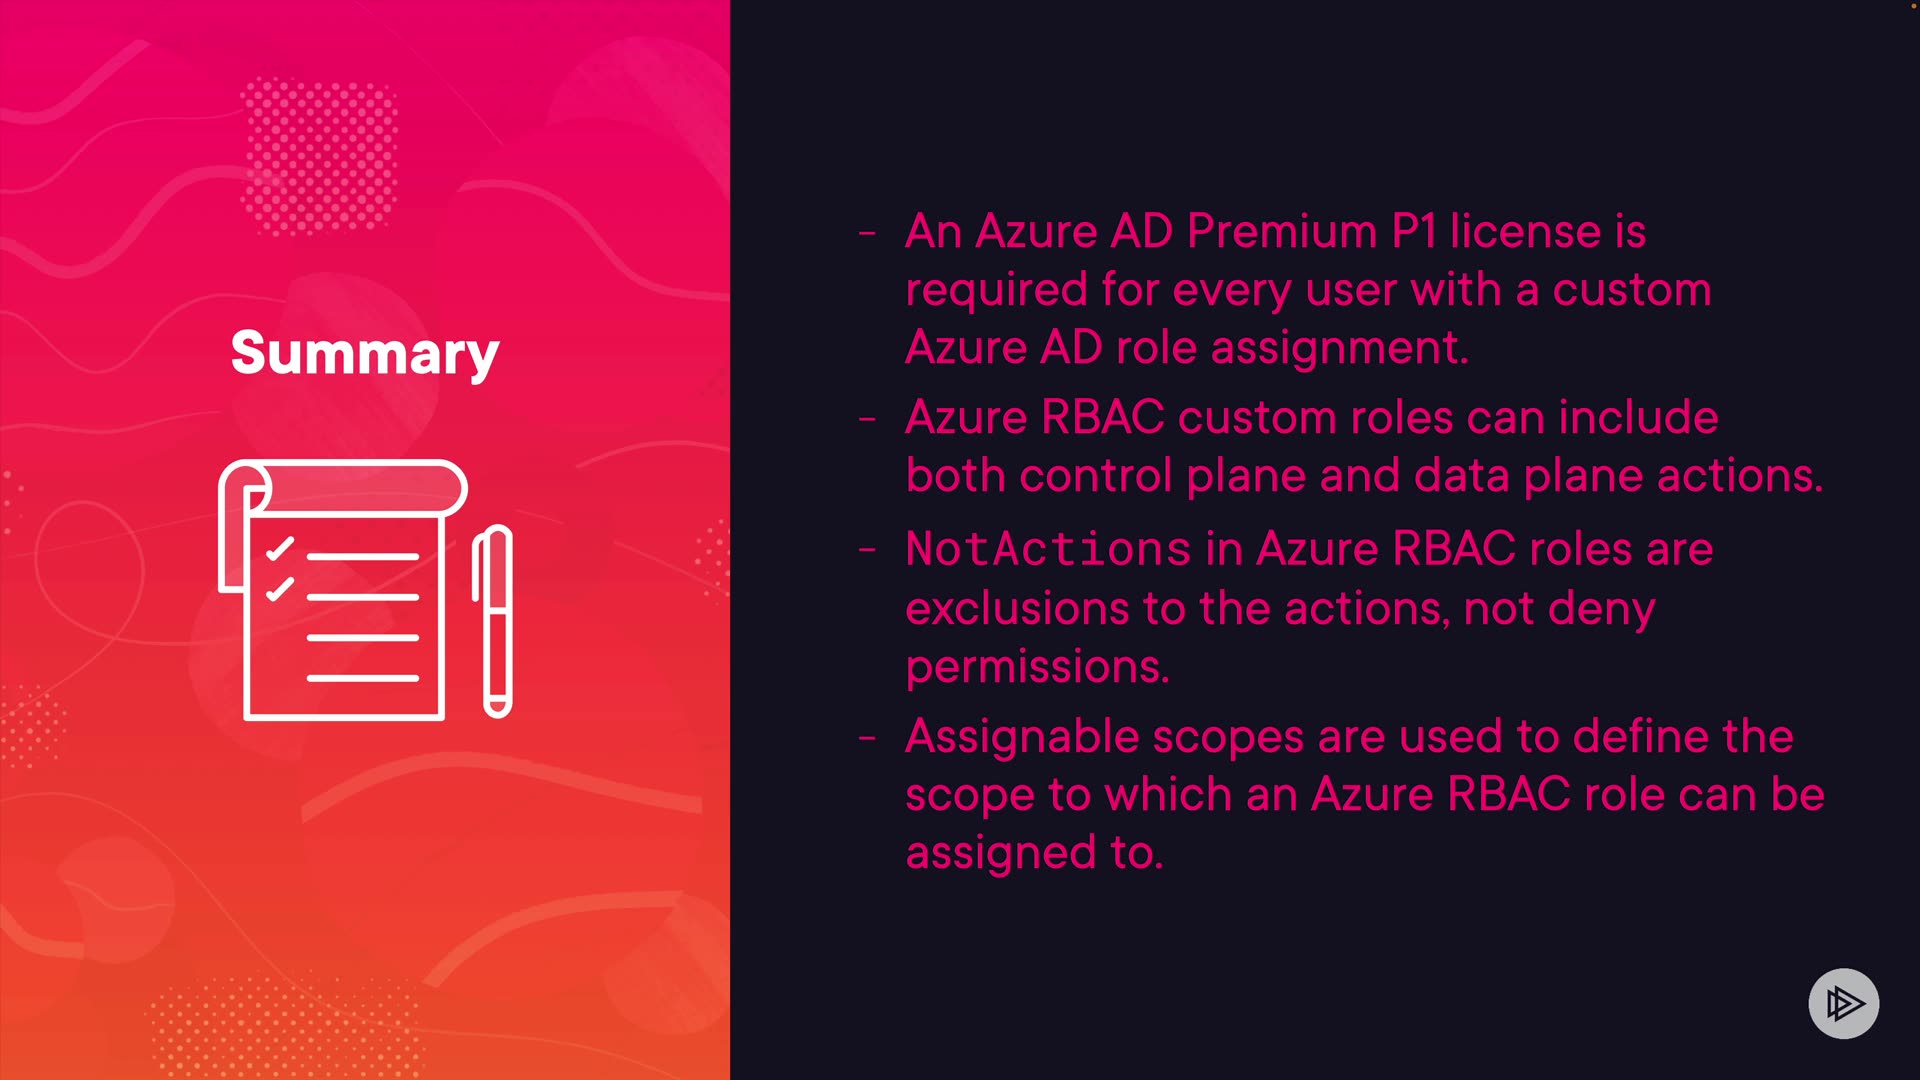 Summary
- An Azure AD Premium P1 license is
required for every user with a custom
Azure AD role assignment.
- Azure RBAC custom roles can include
both control plane and data plane actions.
- NotActions in Azure RBAC roles are
exclusions to the actions, not deny
permissions.
- Assignable scopes are used to define the
scope to which an Azure RBAC role can be
assigned to.